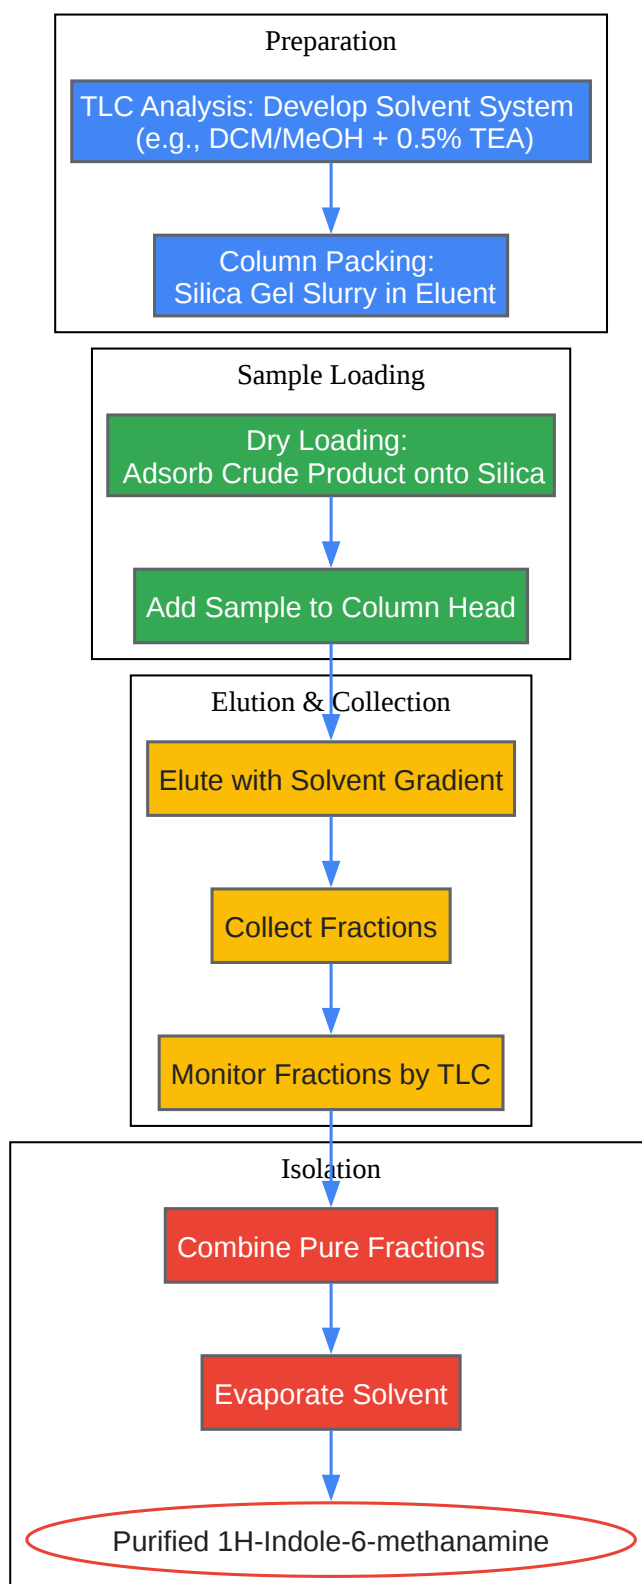 Preparation
TLC Analysis: Develop Solvent System
(e.g., DCM/MeOH + 0.5% TEA)
Column Packing:
Silica Gel Slurry in Eluent
Sample Loading
Dry Loading:
Adsorb Crude Product onto Silica
Add Sample to Column Head
Elution & Collection
Elute with Solvent Gradient
Collect Fractions
Monitor Fractions by TLC
Isolation
Combine Pure Fractions
Evaporate Solvent
Purified 1H-Indole-6-methanamine